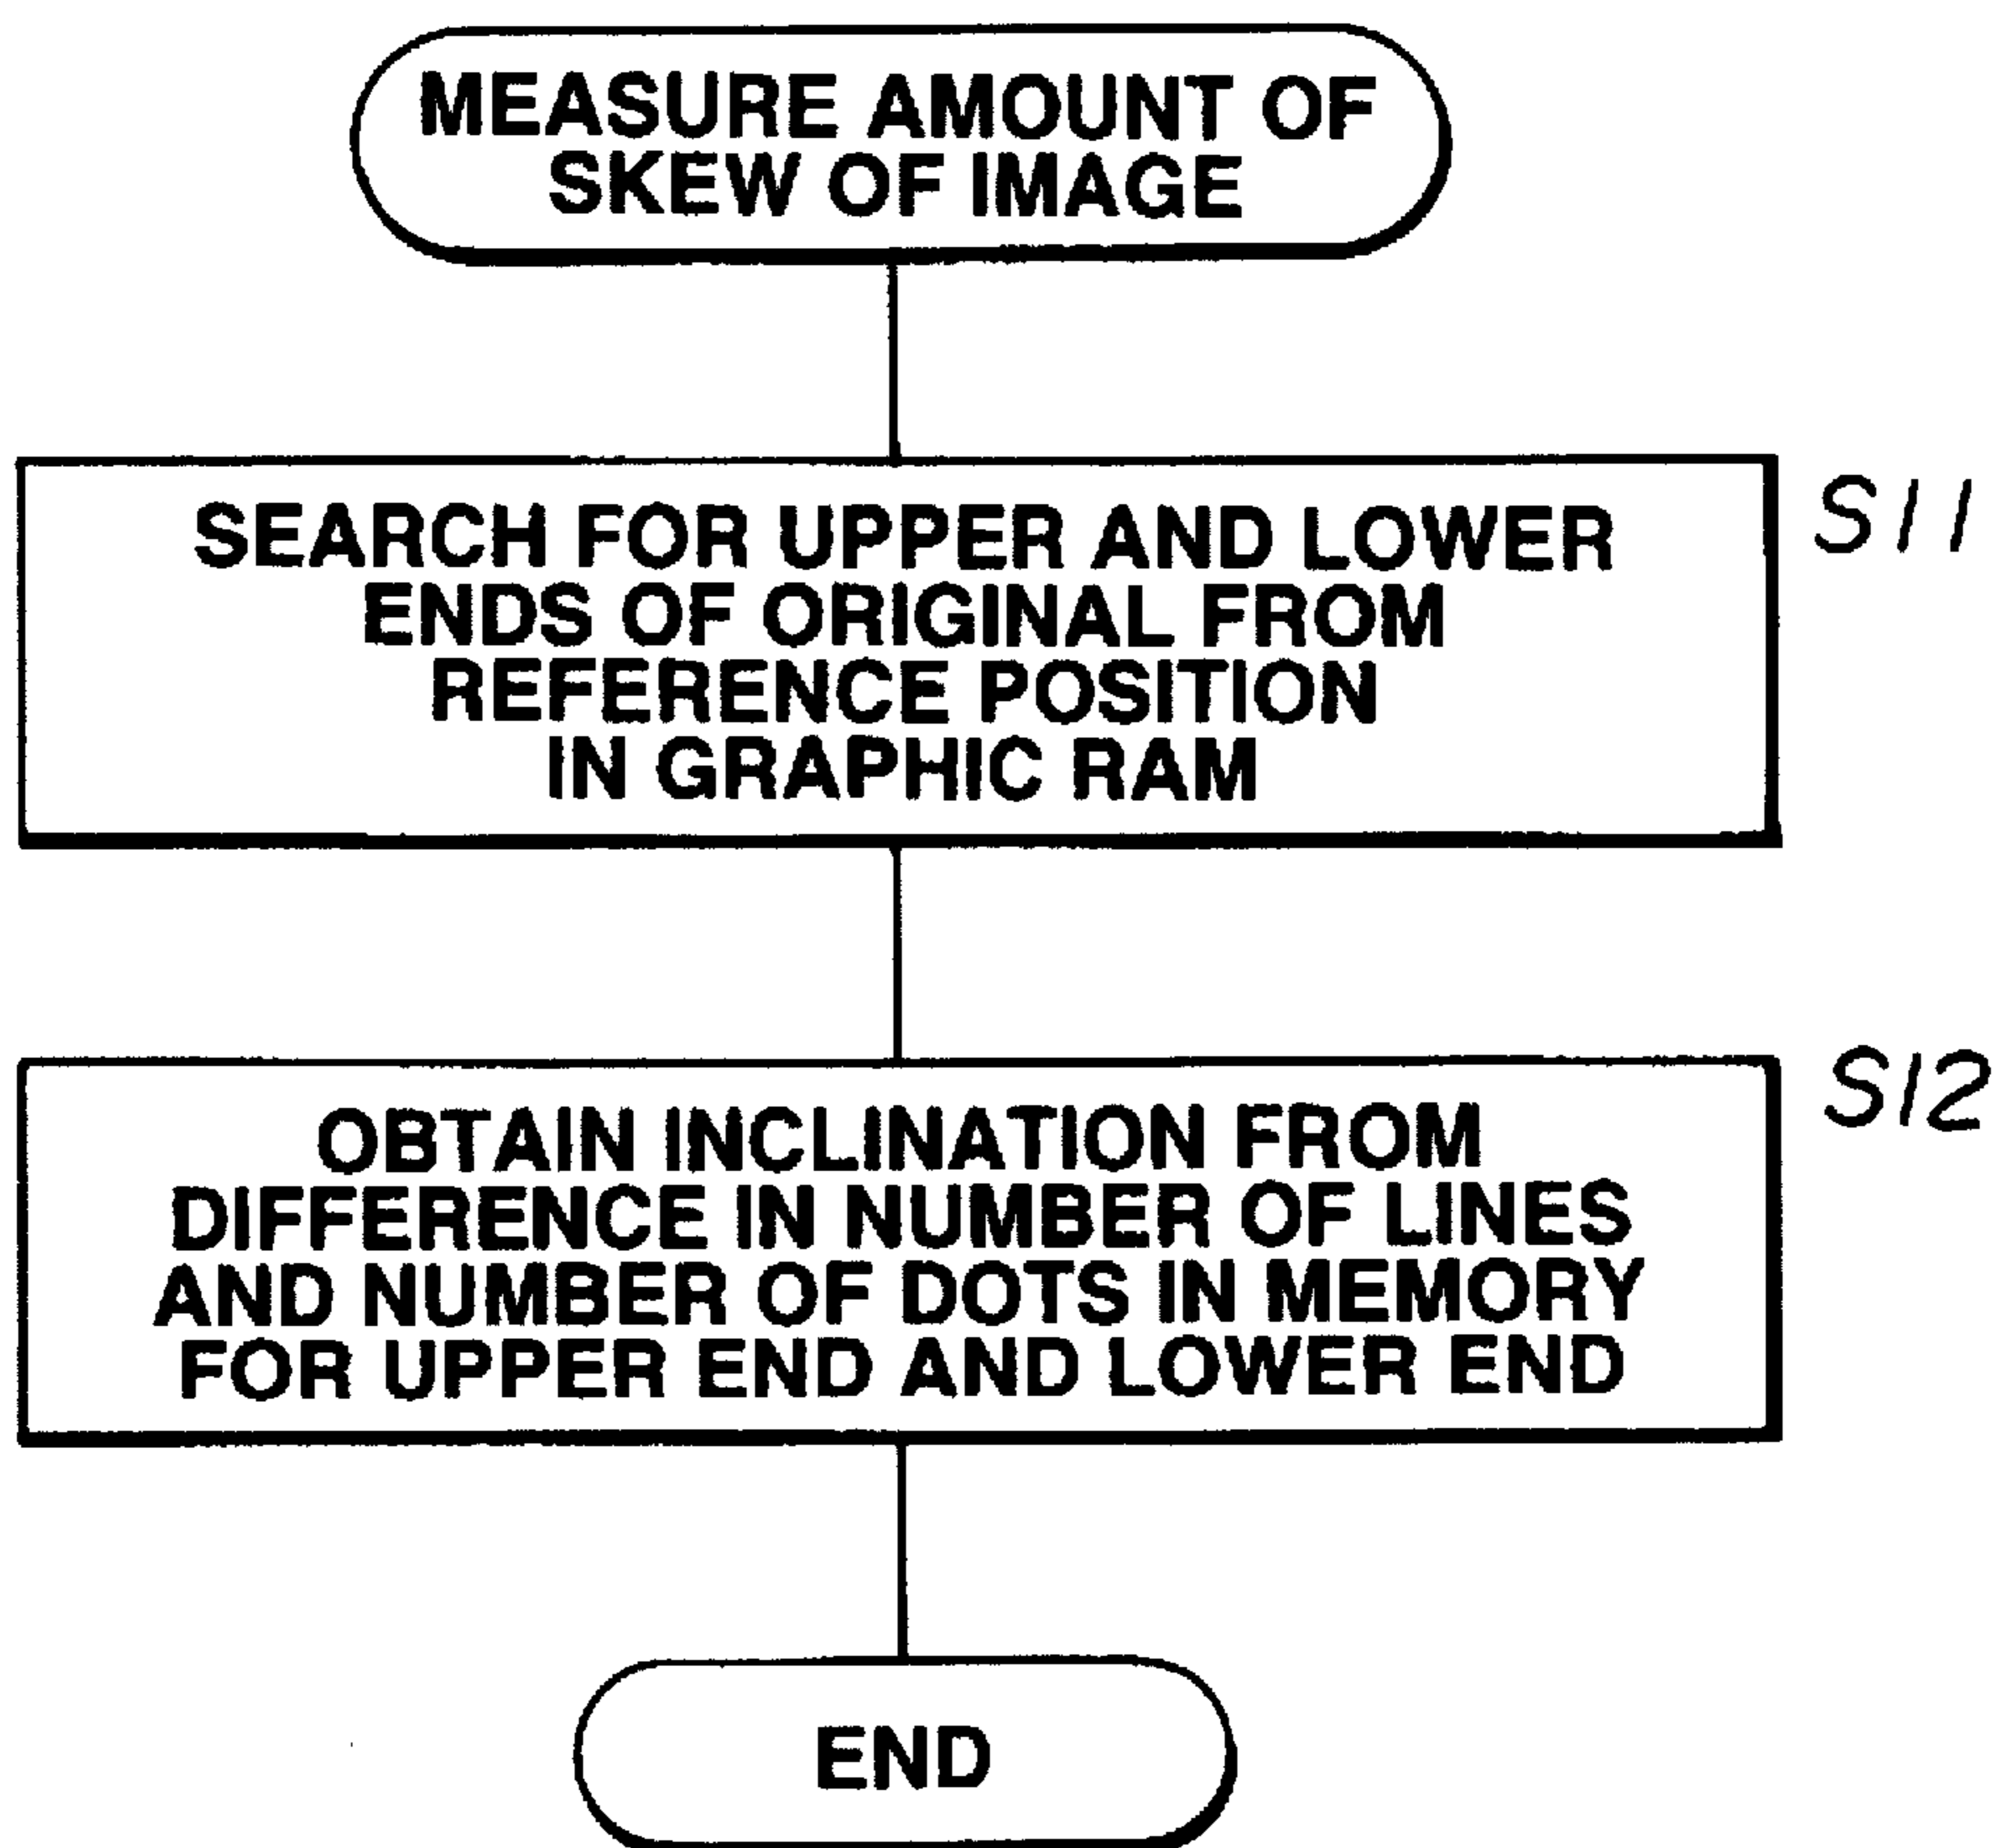 MEASURE AMOUNT OF
SKEW OF IMAGE
SEARCH FOR UPPER AND LOWER
ENDS OF ORIGINAL FROM
REFERENCE POSITION
IN GRAPHIC RAM
S11
OBTAIN INCLINATION FROM
DIFFERENCE IN NUMBER OF LINES
AND NUMBER OF DOTS IN MEMORY
FOR UPPER END AND LOWER END
S12
END